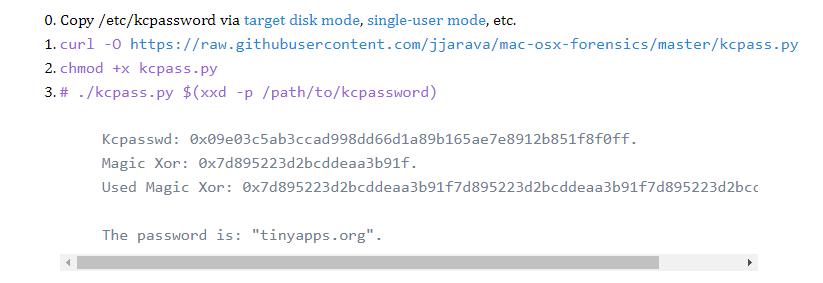 0. Copy /etc/kcpassword via target disk mode, single-user mode, etc.
1. curl -O https://raw.githubusercontent.com/jjarava/mac-osx-forensics/master/kcpass.py
2. chmod +x kcpass.py
3. # ./kcpass.py $(xxd -p /path/to/kcpassword)
Kcpasswd: 0x09e03c5ab3ccad998dd66d1a89b165ae7e8912b851f8f0ff.
Magic Xor: 0x7d895223d2bcddeaa3b91f.
Used Magic Xor: 0x7d895223d2bcddeaa3b91f7d895223d2bcddeaa3b91f7d895223d2bcc
The password is: "tinyapps.org".